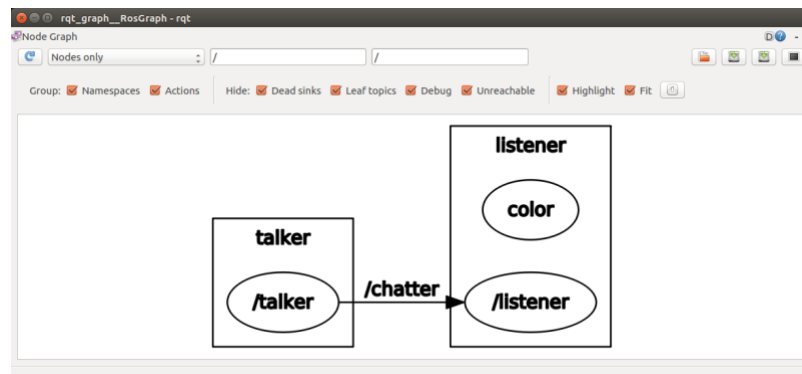 rqt_graph__RosGraph - rqt
Node Graph
D
-
Nodes only
/
/
Group: Namespaces Actions Hide: Dead sinks Leaf topics Debug Unreachable Highlight Fit
listener
color
talker
/chatter
/talker
/listener